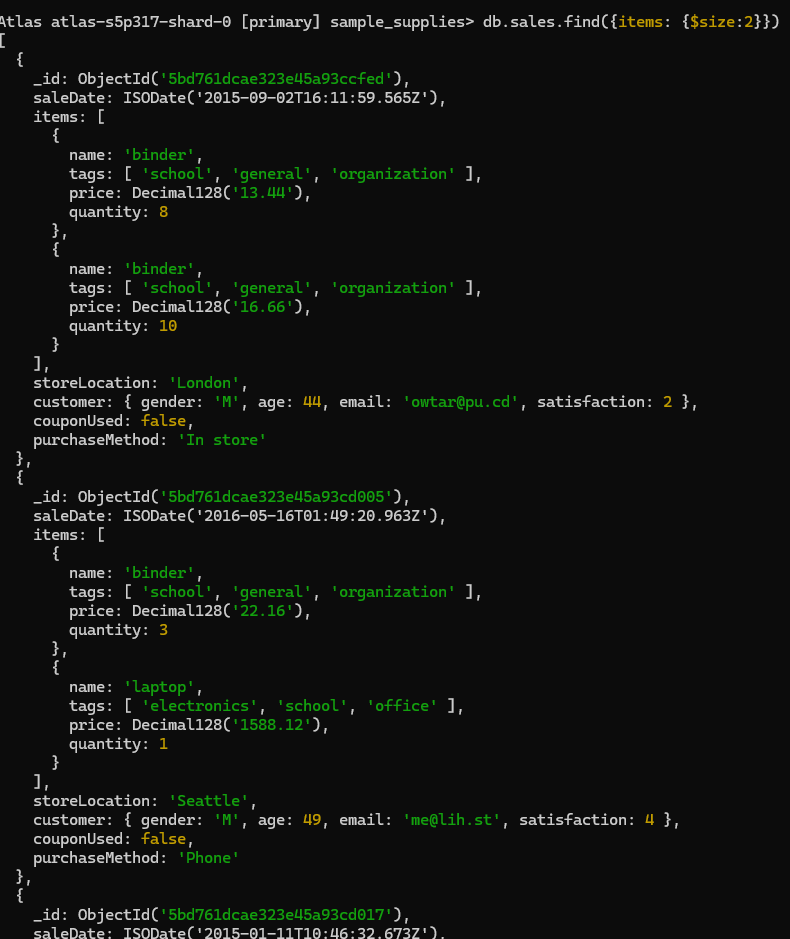 Atlas atlas-s5p317-shard-0 [primary] sample_supplies> db.sales.find({items: {$size:2}})
[
  {
    _id: ObjectId('5bd761dcae323e45a93ccfed'),
    saleDate: ISODate('2015-09-02T16:11:59.565Z'),
    items: [
      {
        name: 'binder',
        tags: [ 'school', 'general', 'organization' ],
        price: Decimal128('13.44'),
        quantity: 8
      },
      {
        name: 'binder',
        tags: [ 'school', 'general', 'organization' ],
        price: Decimal128('16.66'),
        quantity: 10
      }
    ],
    storeLocation: 'London',
    customer: { gender: 'M', age: 44, email: 'owtar@pu.cd', satisfaction: 2 },
    couponUsed: false,
    purchaseMethod: 'In store'
  },
  {
    _id: ObjectId('5bd761dcae323e45a93cd005'),
    saleDate: ISODate('2016-05-16T01:49:20.963Z'),
    items: [
      {
        name: 'binder',
        tags: [ 'school', 'general', 'organization' ],
        price: Decimal128('22.16'),
        quantity: 3
      },
      {
        name: 'laptop',
        tags: [ 'electronics', 'school', 'office' ],
        price: Decimal128('1588.12'),
        quantity: 1
      }
    ],
    storeLocation: 'Seattle',
    customer: { gender: 'M', age: 49, email: 'me@lih.st', satisfaction: 4 },
    couponUsed: false,
    purchaseMethod: 'Phone'
  },
  {
    _id: ObjectId('5bd761dcae323e45a93cd017'),
    saleDate: ISODate('2015-01-11T10:46:32.673Z'),